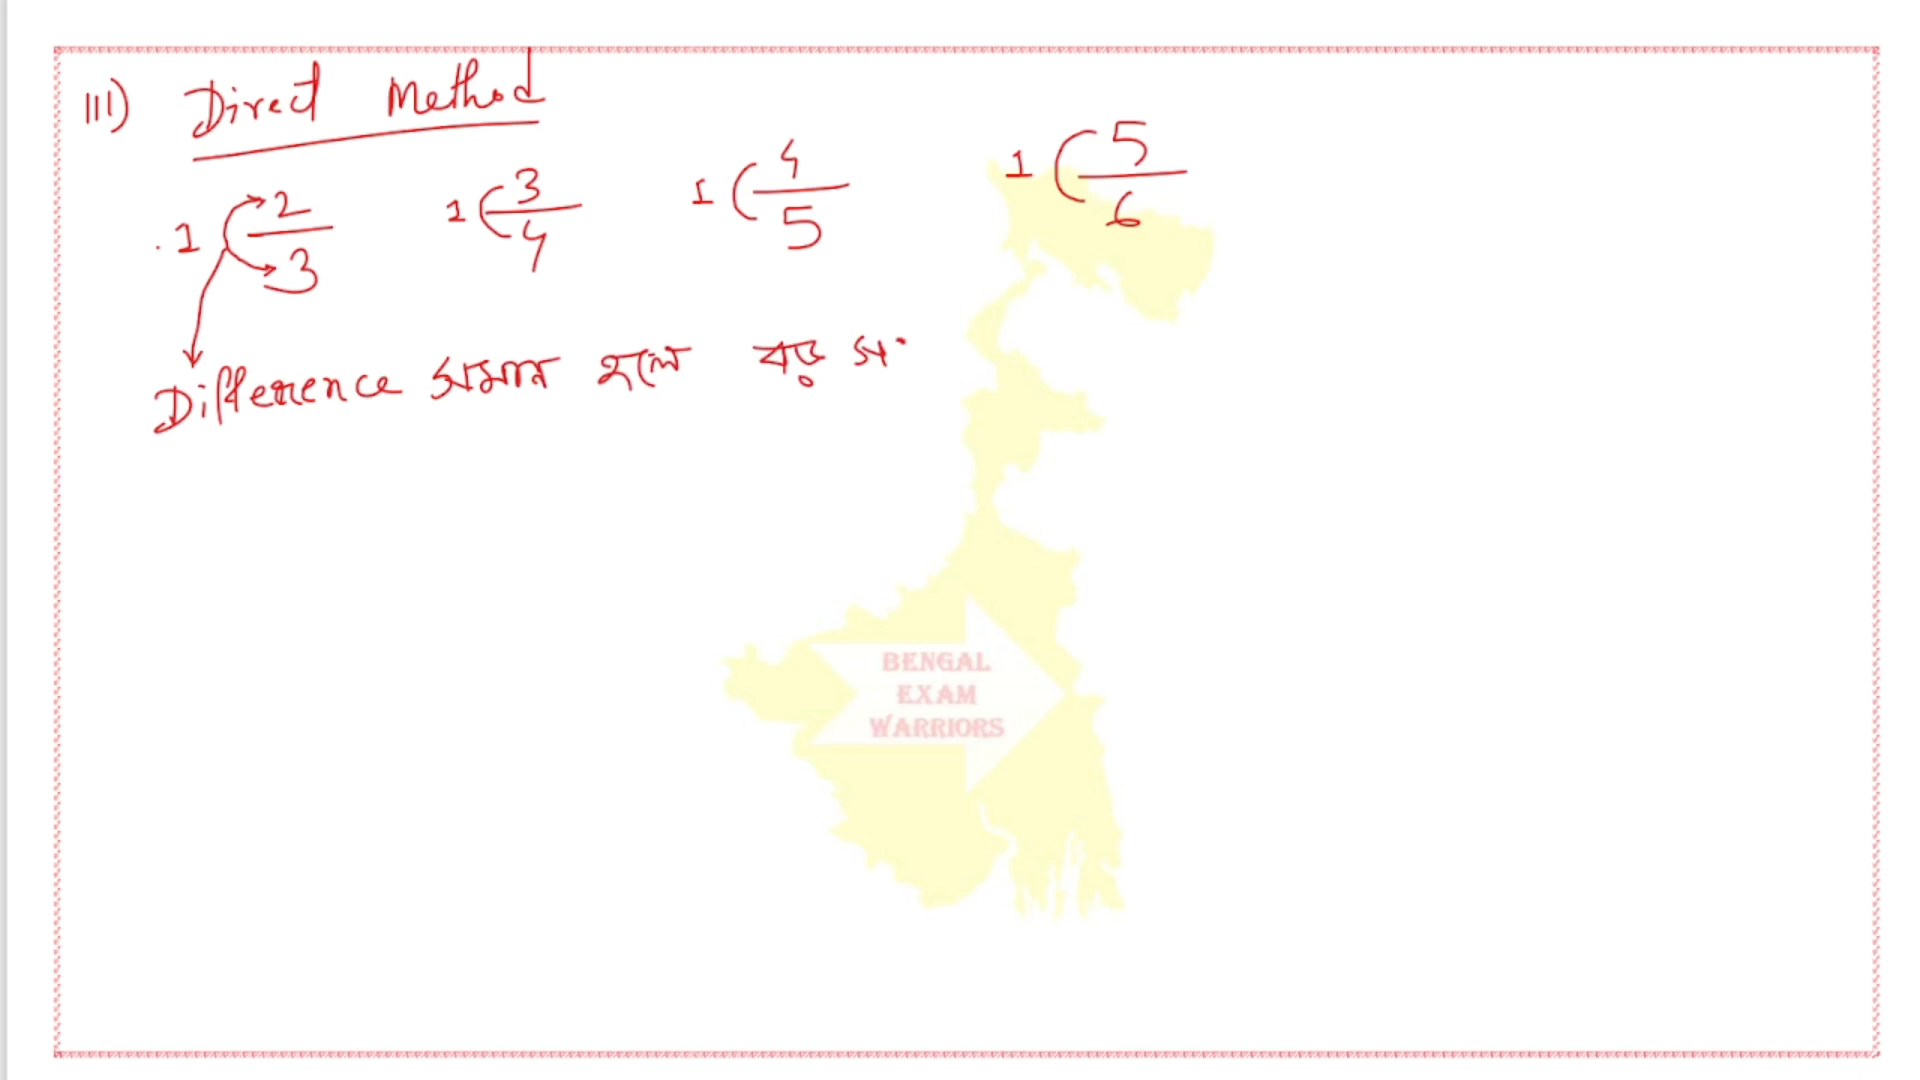 III) Direct Method
1 ( 2/3 1 ( 3/4 1 ( 4/5 1 ( 5/6
Difference সমান হলে বড় সং
BENGAL
EXAM
WARRIORS